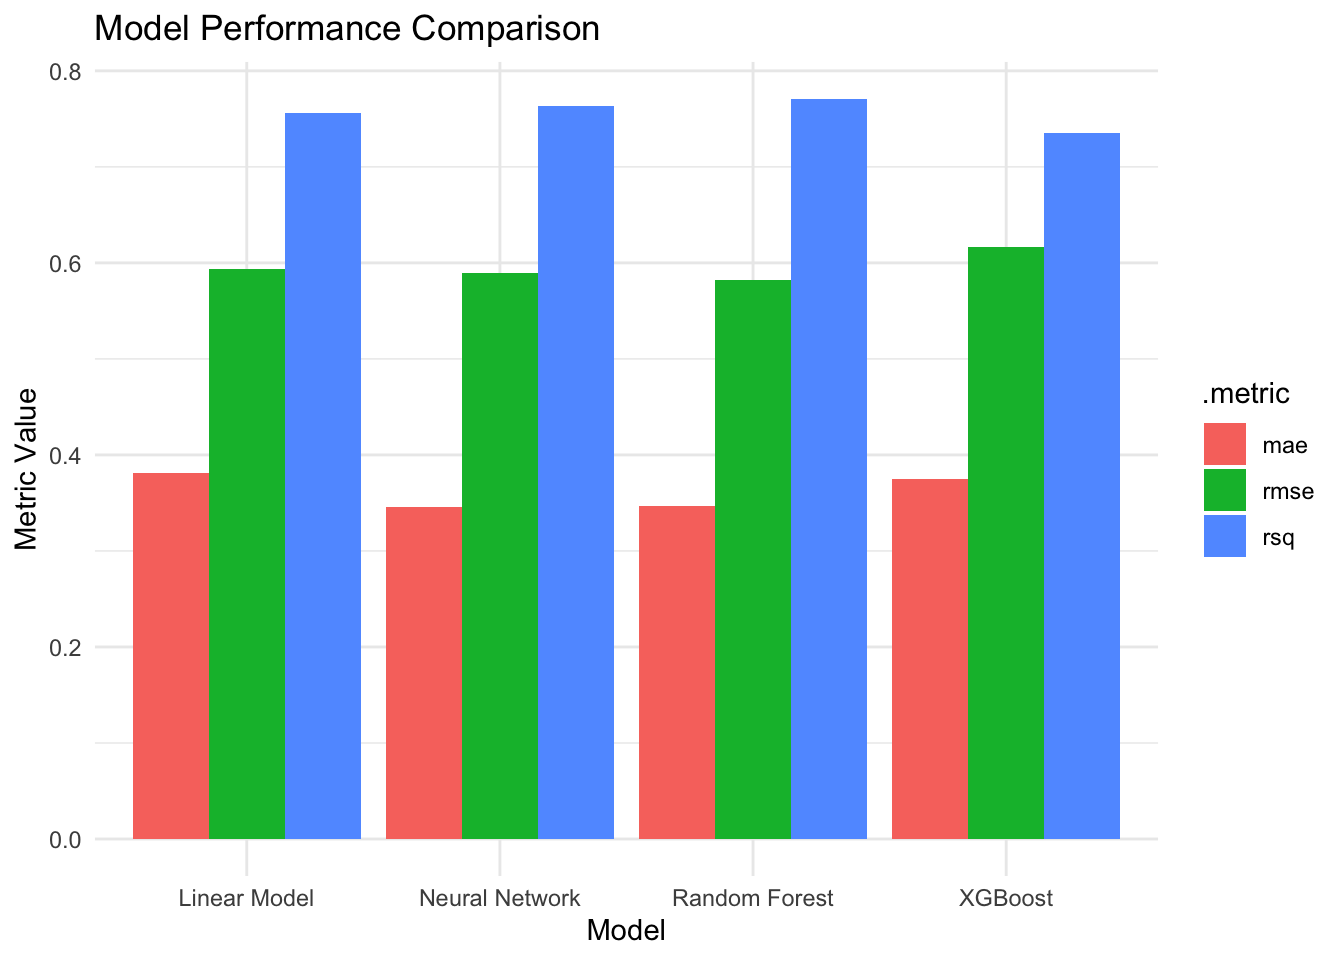 Model Performance Comparison
Metric Value
0.8
0.6
0.4
0.2
0.0
Linear Model Neural Network Random Forest XGBoost
Model
.metric
mae
rmse
rsq